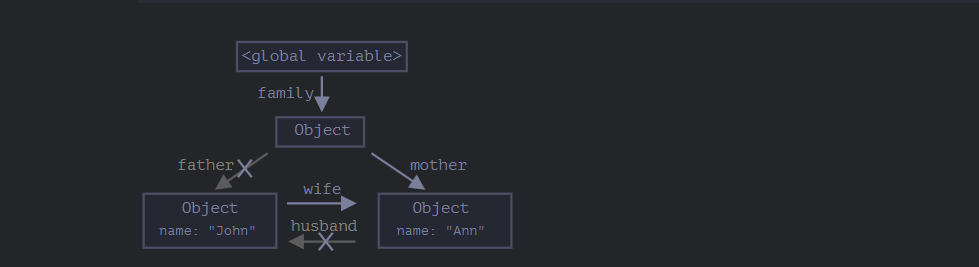 <global variable>
family
Object
father
mother
wife
Object
Object
husband
name: "John"
name: "Ann"